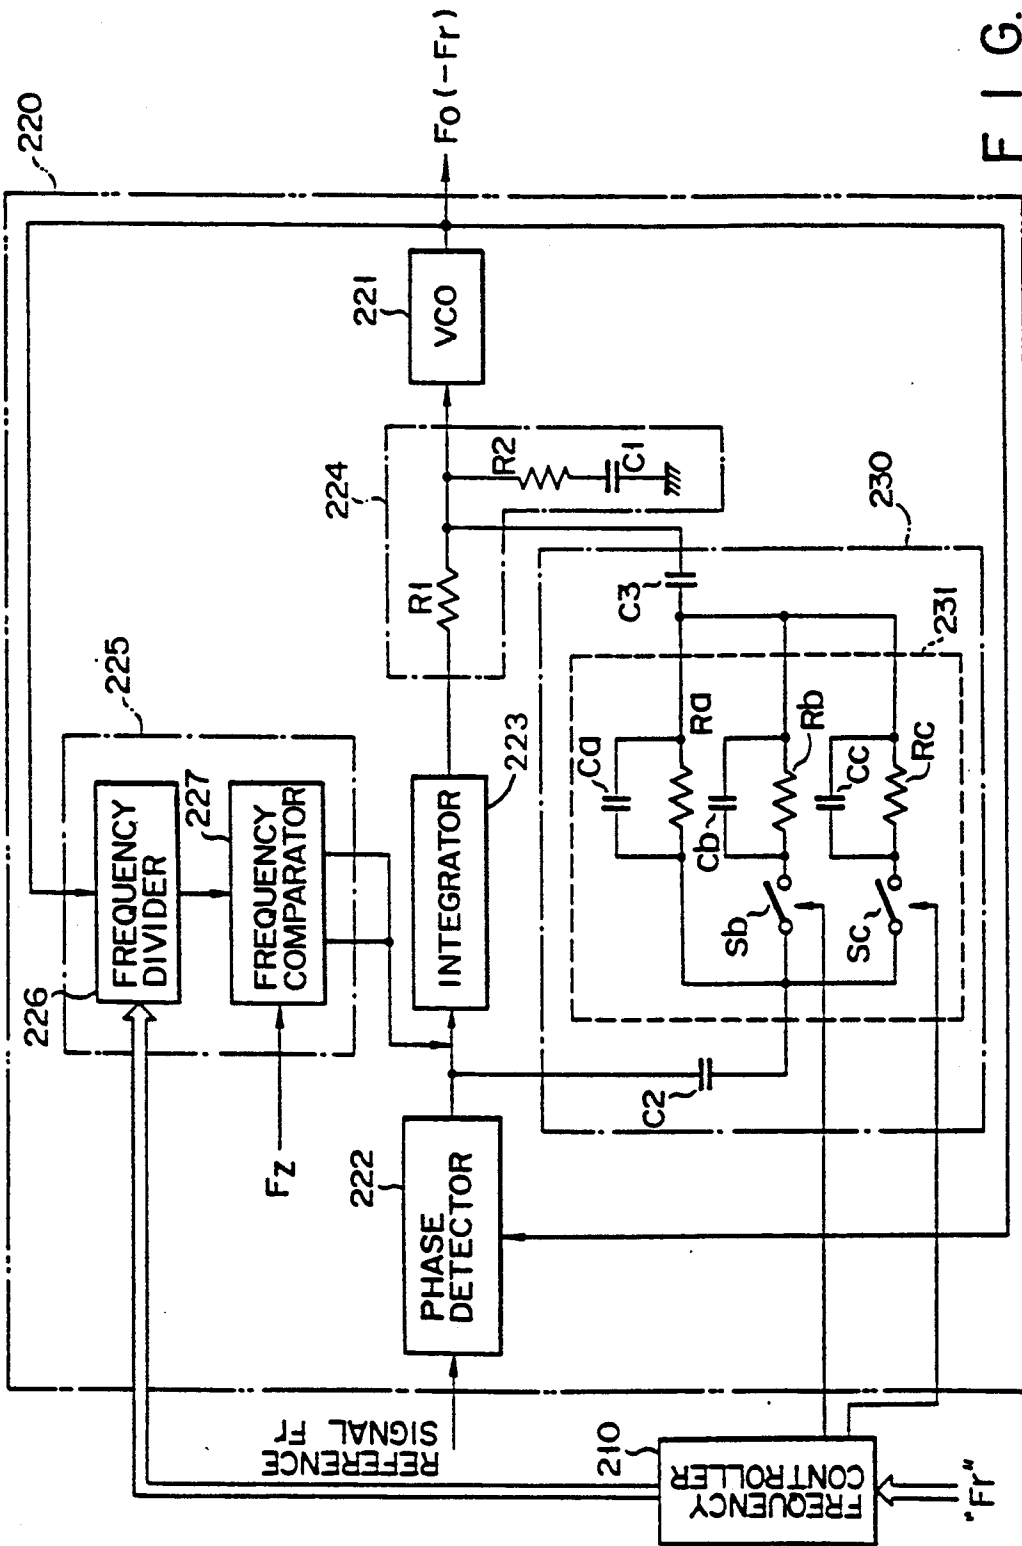 220
Fo (-Fr)
F I G.
221
VCO
224
R1
R2
C1
225
226
FREQUENCY
DIVIDER
227
FREQUENCY
COMPARATOR
Fz
INTEGRATOR
223
222
PHASE
DETECTOR
REFERENCE
SIGNAL Fr
230
C3
231
Ca
Ra
Cb
Rb
Cc
Rc
Sb
Sc
C2
210
FREQUENCY
CONTROLLER
"Fr"